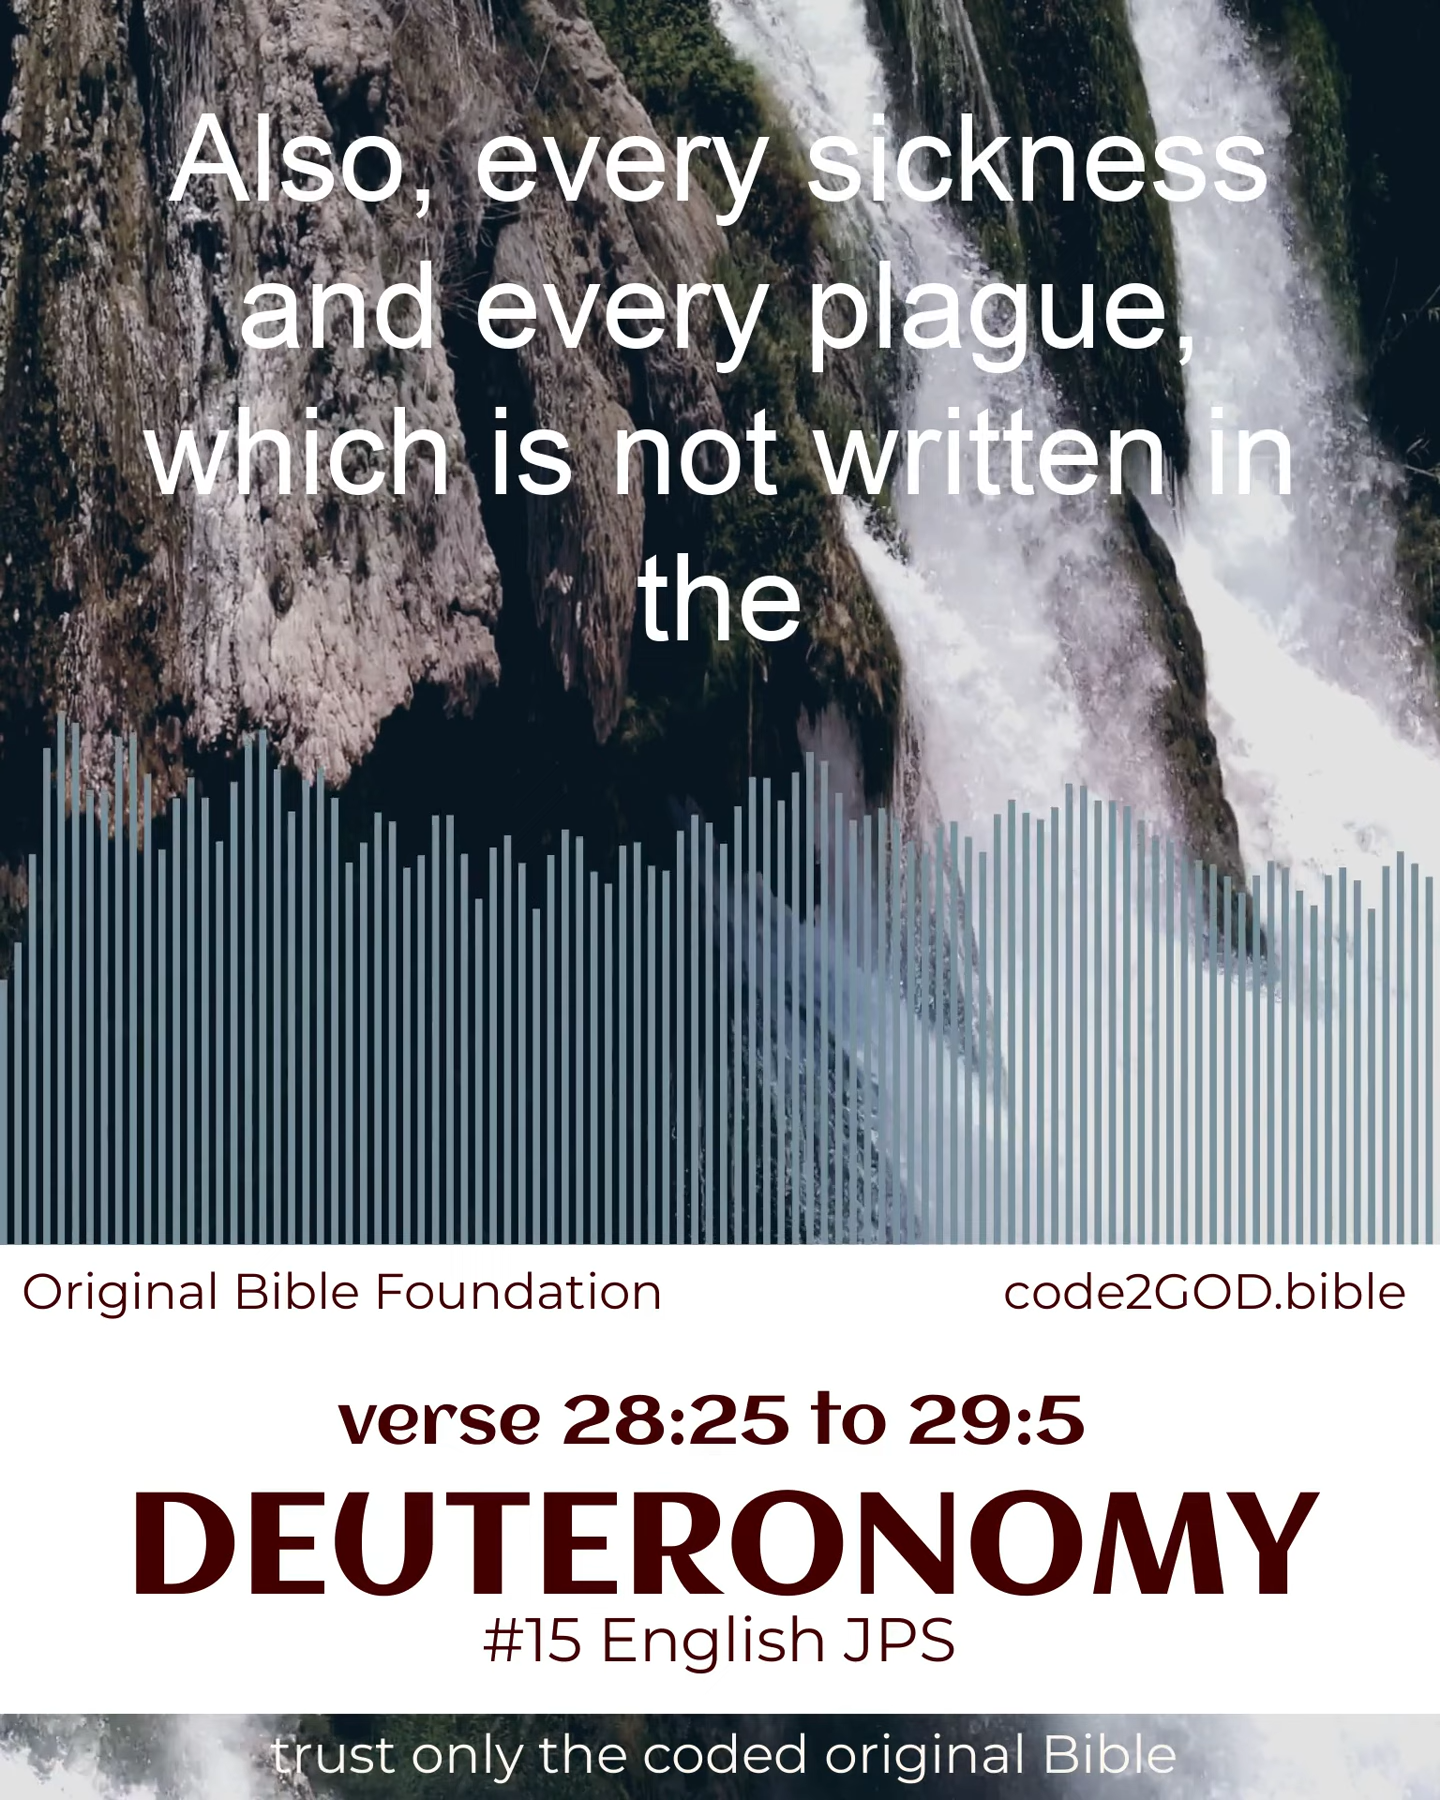 Also, every sickness
and every plague,
which is not written in
the
Original Bible Foundation
code2GOD.bible
verse 28:25 to 29:5
DEUTERONOMY
#15 English JPS
trust only the coded original Bible